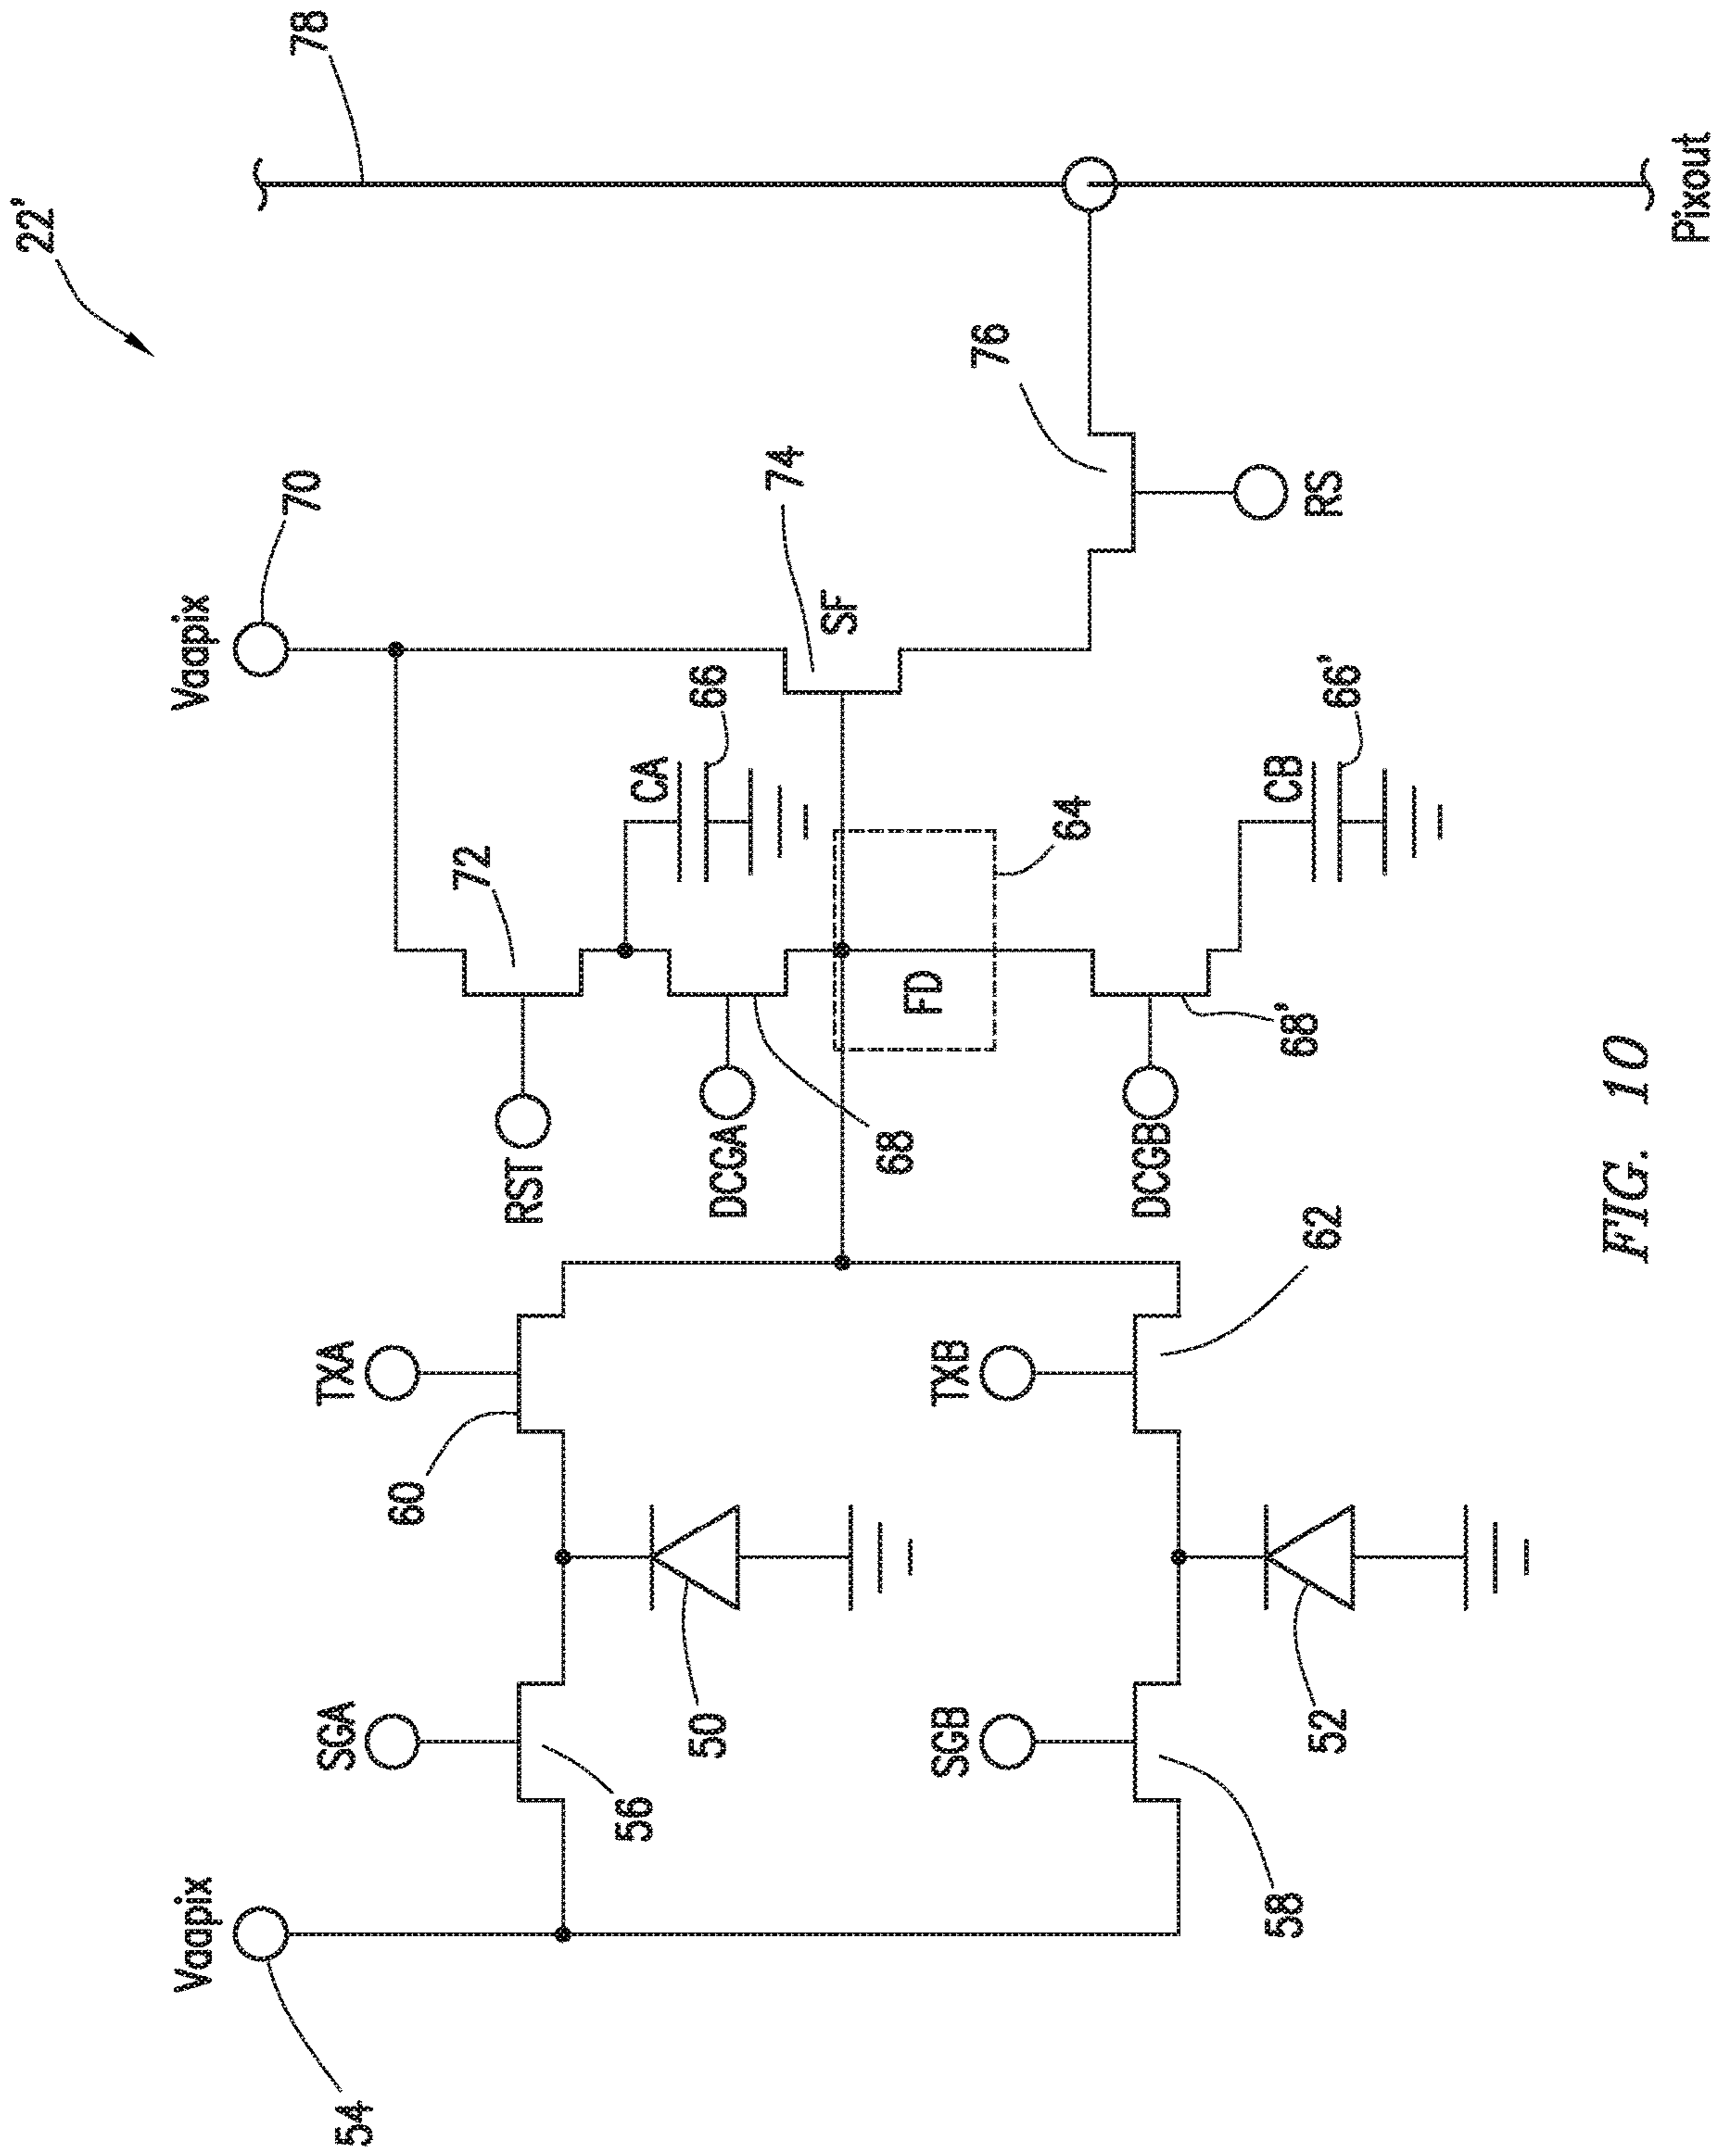 22'
Vaapix
54
Vaapix
70
78
SGA
56
TXA
60
50
RST
72
DCGA
68
CA
66
74
SF
76
RS
FD
64
SGB
58
TXB
62
52
DCGB
68'
CB
66'
Pixout
FIG. 10